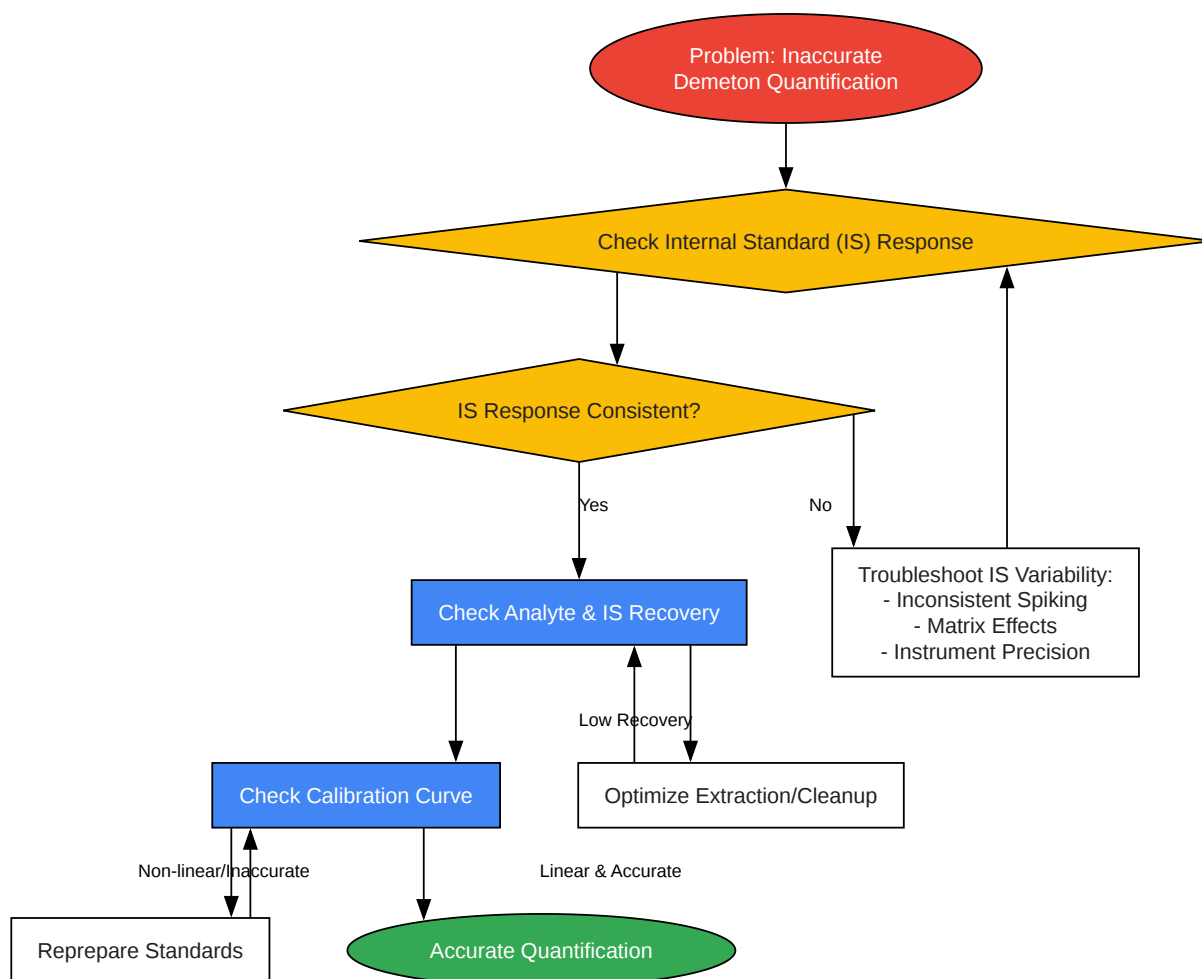 Problem: Inaccurate
Demeton Quantification
Check Internal Standard (IS) Response
IS Response Consistent?
Yes
No
Troubleshoot IS Variability:
- Inconsistent Spiking
- Matrix Effects
- Instrument Precision
Check Analyte & IS Recovery
Low Recovery
Check Calibration Curve
Optimize Extraction/Cleanup
Non-linear/Inaccurate
Linear & Accurate
Reprepare Standards
Accurate Quantification